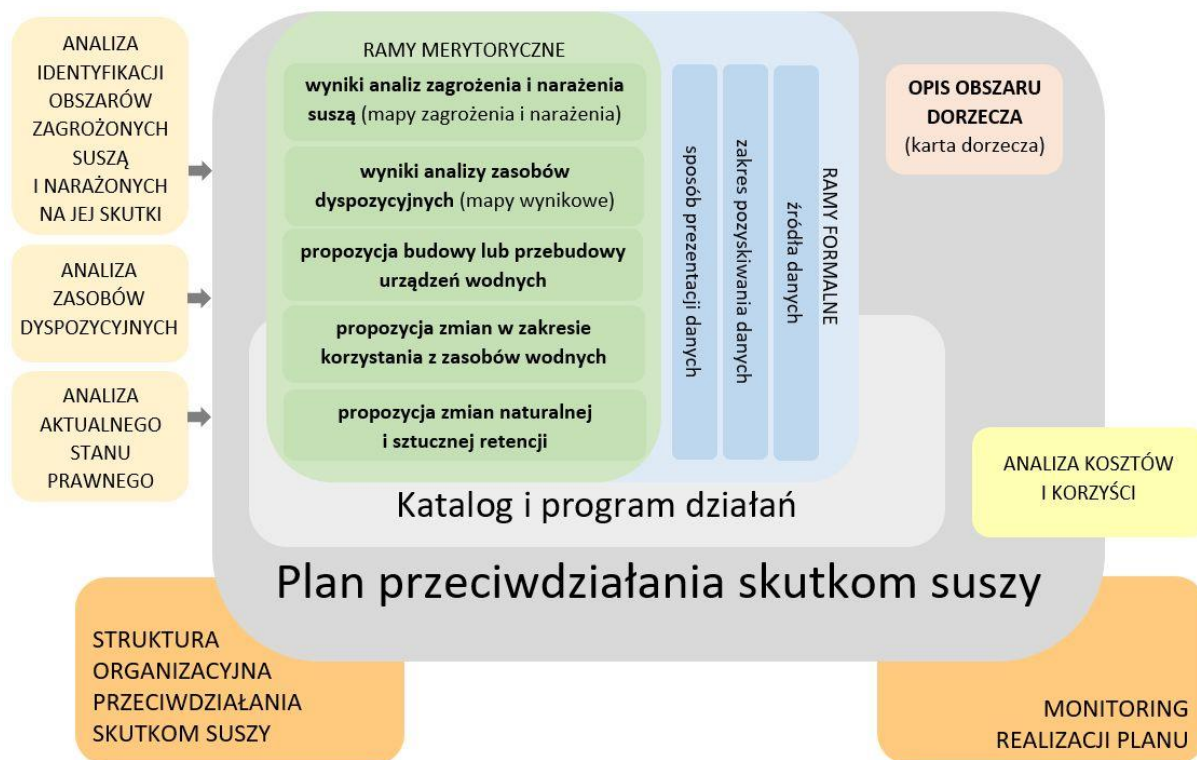 ANALIZA
IDENTYFIKACJI
OBSZARÓW
ZAGROŻONYCH
SUSZĄ
I NARAŻONYCH
NA JEJ SKUTKI
ANALIZA
ZASOBÓW
DYSPOZYCYJNYCH
ANALIZA
AKTUALNEGO
STANU
PRAWNEGO
RAMY MERYTORYCZNE
wyniki analiz zagrożenia i narażenia
suszą (mapy zagrożenia i narażenia)
wyniki analizy zasobów
dyspozycyjnych (mapy wynikowe)
propozycja budowy lub przebudowy
urządzeń wodnych
propozycja zmian w zakresie
korzystania z zasobów wodnych
propozycja zmian naturalnej
i sztucznej retencji
sposób prezentacji danych
zakres pozyskiwania danych
źródła danych
RAMY FORMALNE
OPIS OBSZARU
DORZECZA
(karta dorzecza)
ANALIZA KOSZTÓW
I KORZYŚCI
Katalog i program działań
Plan przeciwdziałania skutkom suszy
STRUKTURA
ORGANIZACYJNA
PRZECIWDZIAŁANIA
SKUTKOM SUSZY
MONITORING
REALIZACJI PLANU